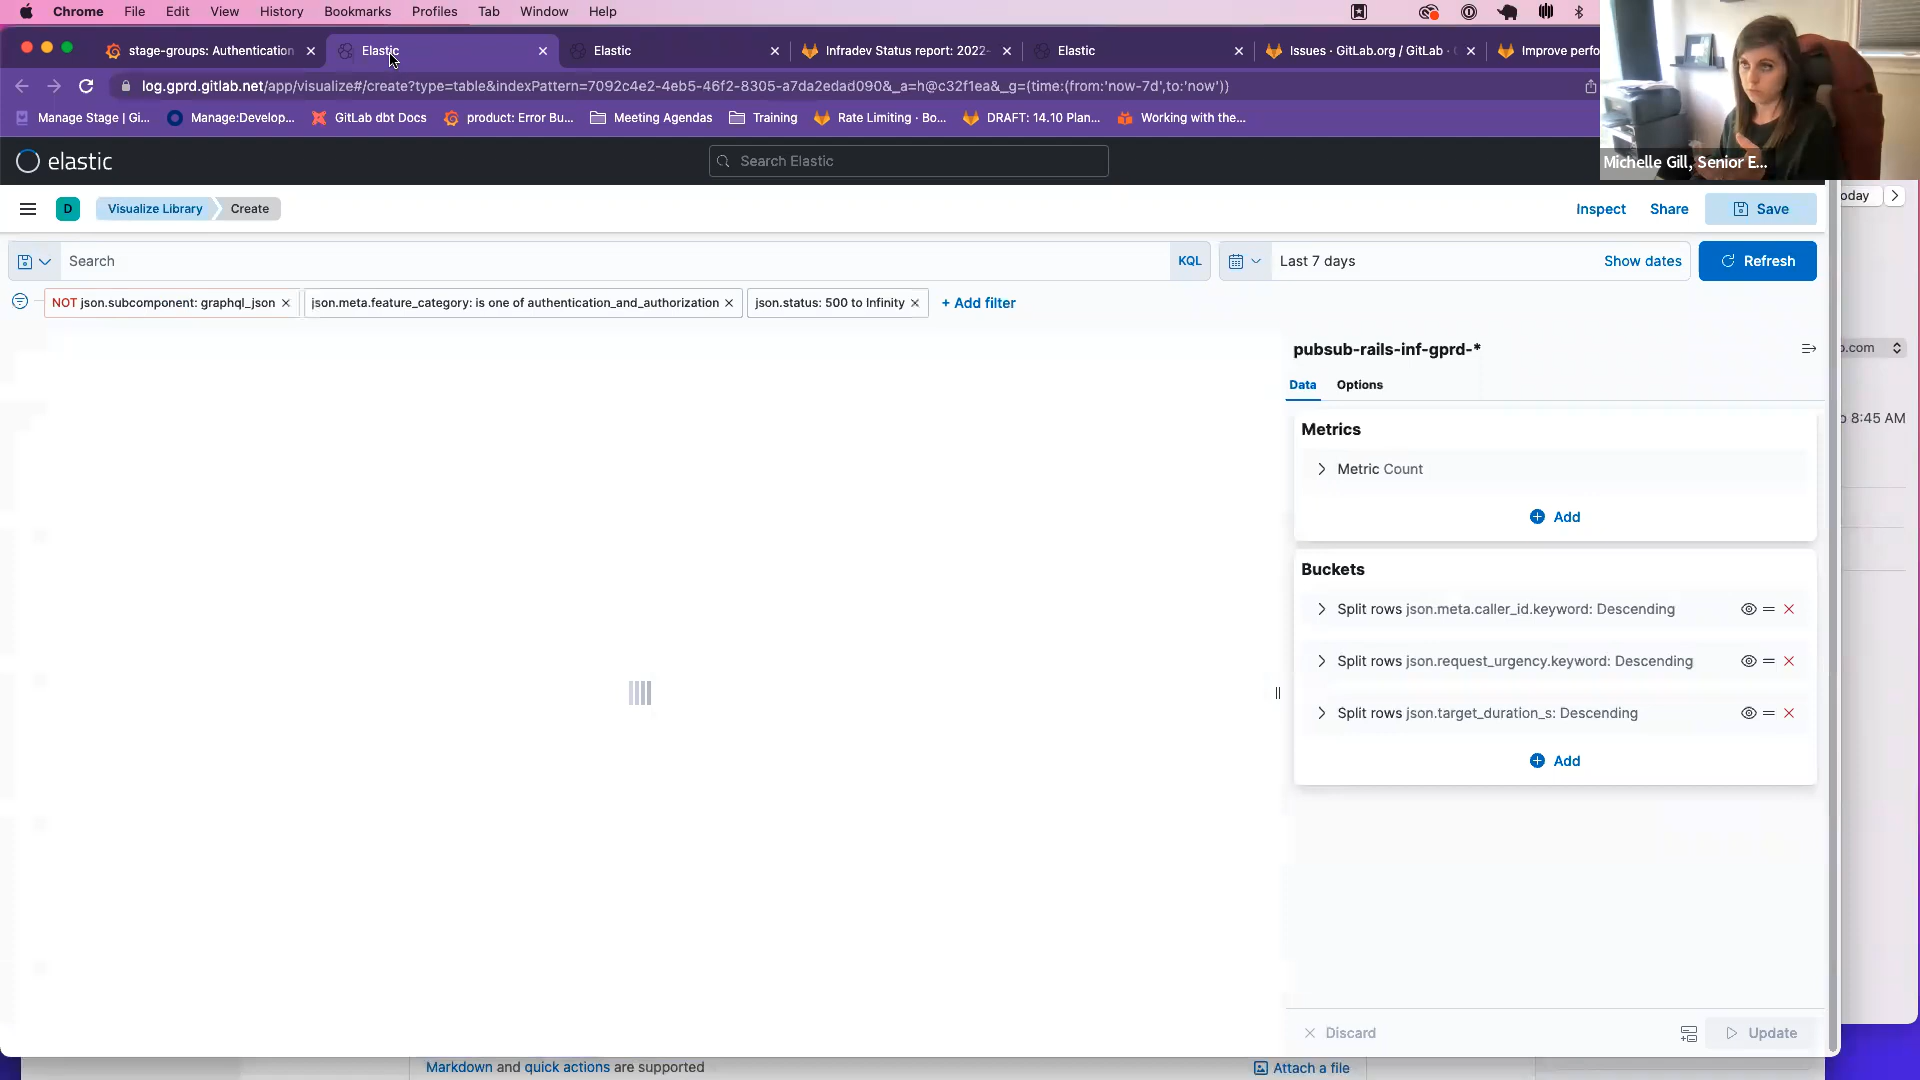 Chrome File Edit View History Bookmarks Profiles Tab Window Help
stage-groups: Authentication
Elastic
Elastic
Infradev Status report: 2022-
Elastic
Issues · GitLab.org / GitLab ·
Improve perfo
log.gprd.gitlab.net/app/visualize#/create?type=table&indexPattern=7092c4e2-4eb5-46f2-8305-a7da2edad090&_a=h@c32f1ea&_g=(time:(from:'now-7d',to:'now'))
Manage Stage | Gi...
Manage:Develop...
GitLab dbt Docs
product: Error Bu...
Meeting Agendas
Training
Rate Limiting · Bo...
DRAFT: 14.10 Plan...
Working with the...
Michelle Gill, Senior E...
elastic
Search Elastic
oday
D
Visualize Library
Create
Inspect
Share
Save
Search
KQL
Last 7 days
Show dates
Refresh
NOT json.subcomponent: graphql_json
json.meta.feature_category: is one of authentication_and_authorization
json.status: 500 to Infinity
+ Add filter
pubsub-rails-inf-gprd-*
.com
Data
Options
8:45 AM
Metrics
Metric Count
Add
Buckets
Split rows json.meta.caller_id.keyword: Descending
Split rows json.request_urgency.keyword: Descending
Split rows json.target_duration_s: Descending
Add
Discard
Update
Markdown and quick actions are supported
Attach a file